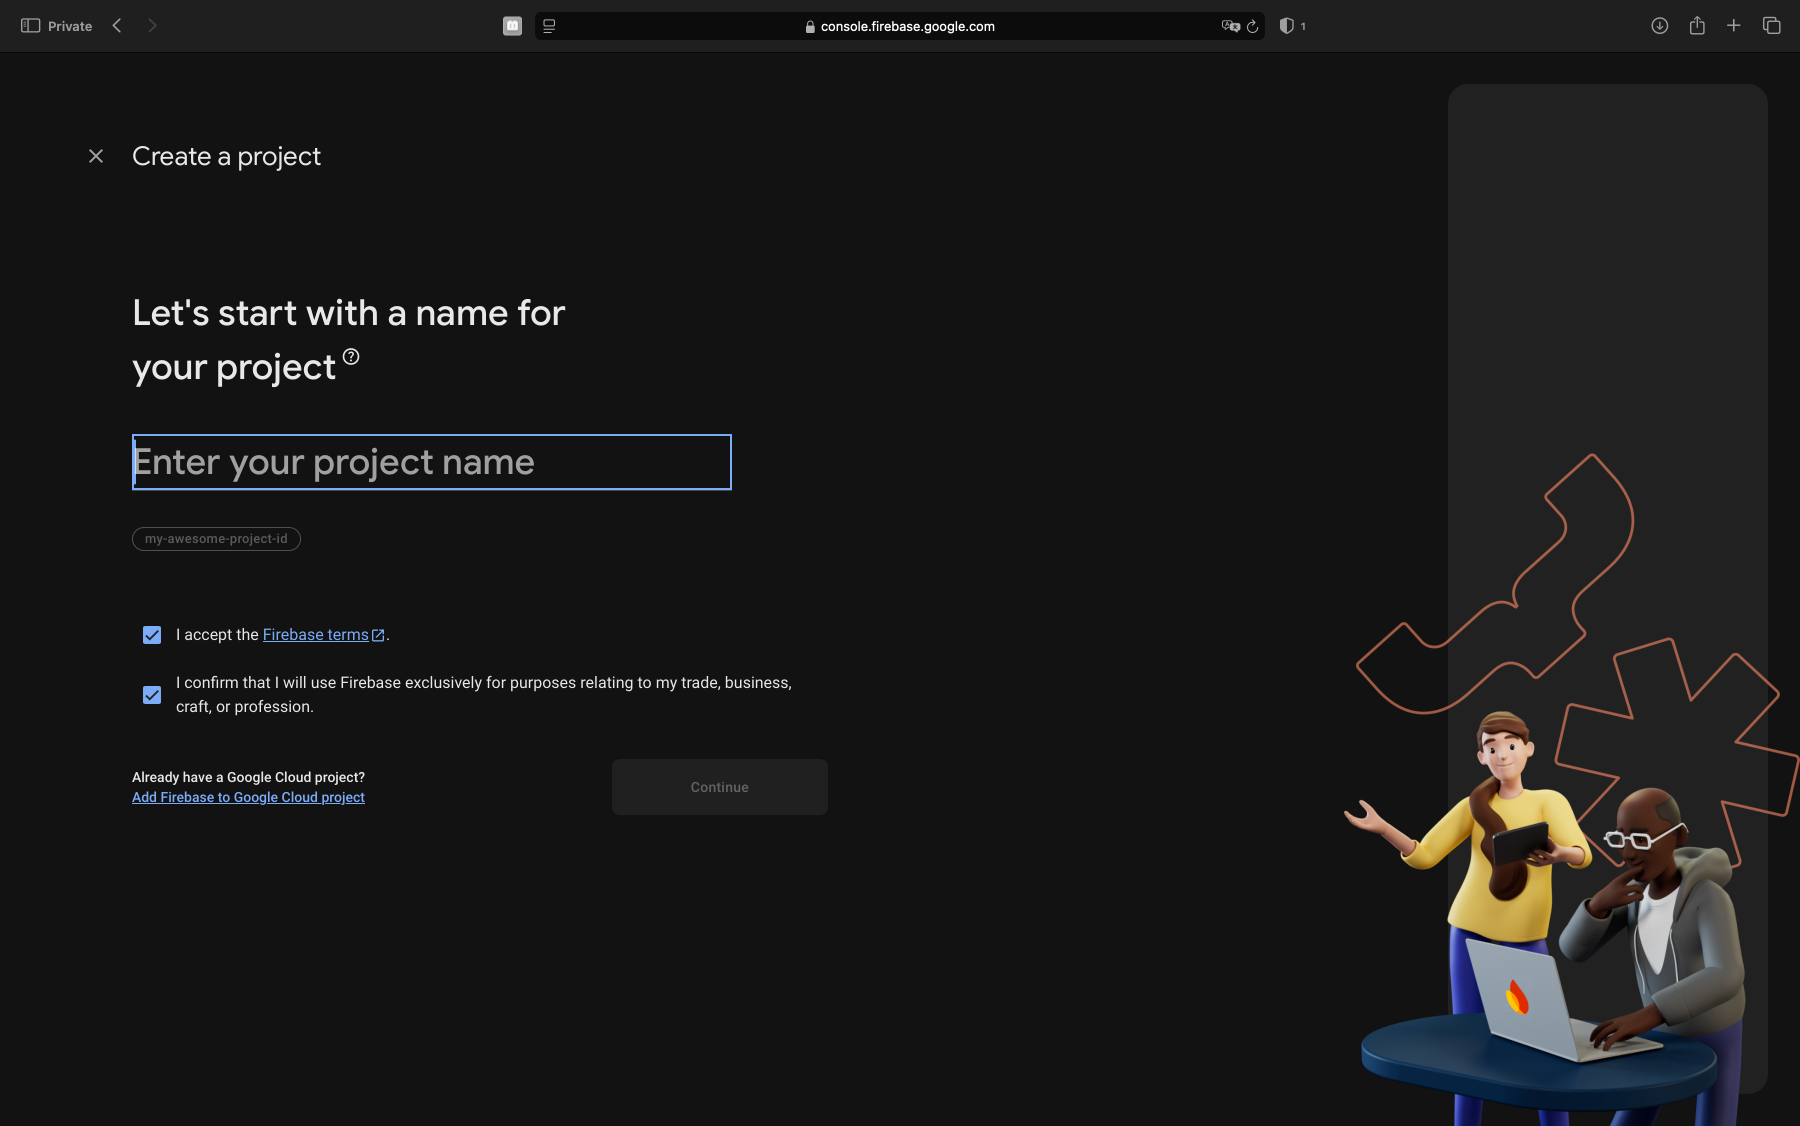 Private
console.firebase.google.com
1
Create a project
Let's start with a name for
your project
Enter your project name
my-awesome-project-id
I accept the Firebase terms.
I confirm that I will use Firebase exclusively for purposes relating to my trade, business,
craft, or profession.
Already have a Google Cloud project?
Add Firebase to Google Cloud project
Continue